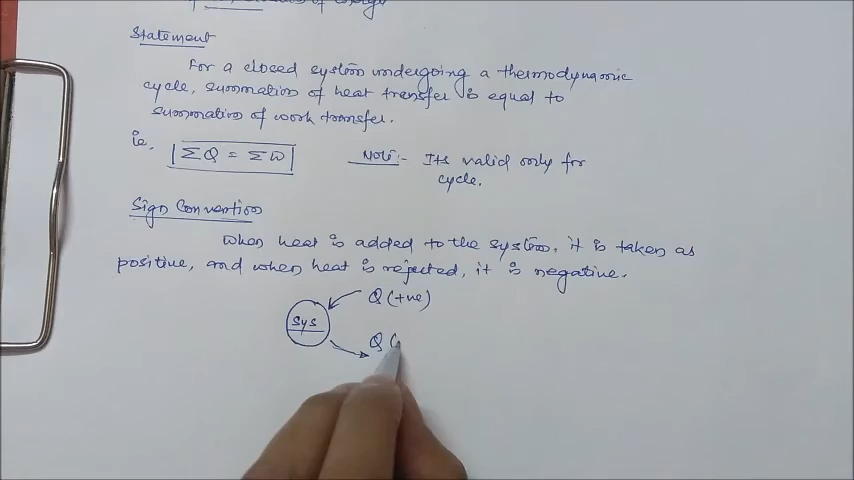 Statement
For a closed system undergoing a thermodynamic
cycle, summation of heat transfer is equal to
summation of work transfer.
ie, ΣQ = ΣW Note:- Its valid only for
cycle.
Sign Convention
When heat is added to the system, it is taken as
positive, and when heat is rejected, it is negative.
Q (+ve)
Sys
Q (